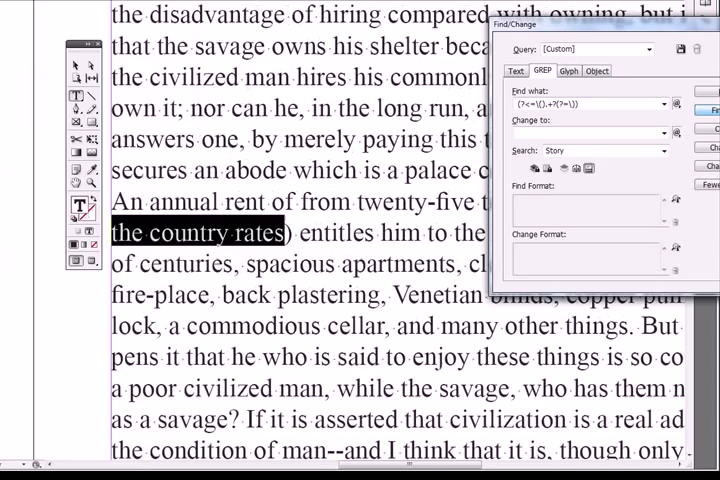 the disadvantage of hiring compared with owning, but i
that the savage owns his shelter beca
the civilized man hires his commonl
own it; nor can he, in the long run, a
answers one, by merely paying this t
secures an abode which is a palace c
An annual rent of from twenty-five t
the country rates) entitles him to the
of centuries, spacious apartments, cl
fire-place, back plastering, Venetian blinds, copper pum
lock, a commodious cellar, and many other things. But
pens it that he who is said to enjoy these things is so co
a poor civilized man, while the savage, who has them n
as a savage? If it is asserted that civilization is a real ad
the condition of man--and I think that it is, though only
Find/Change
Query: [Custom]
Text GREP Glyph Object
Find what:
(?<=\().+?(?=\))
Fin
Change to:
C
Cha
Search: Story
Cha
Find Format:
Fewe
Change Format: